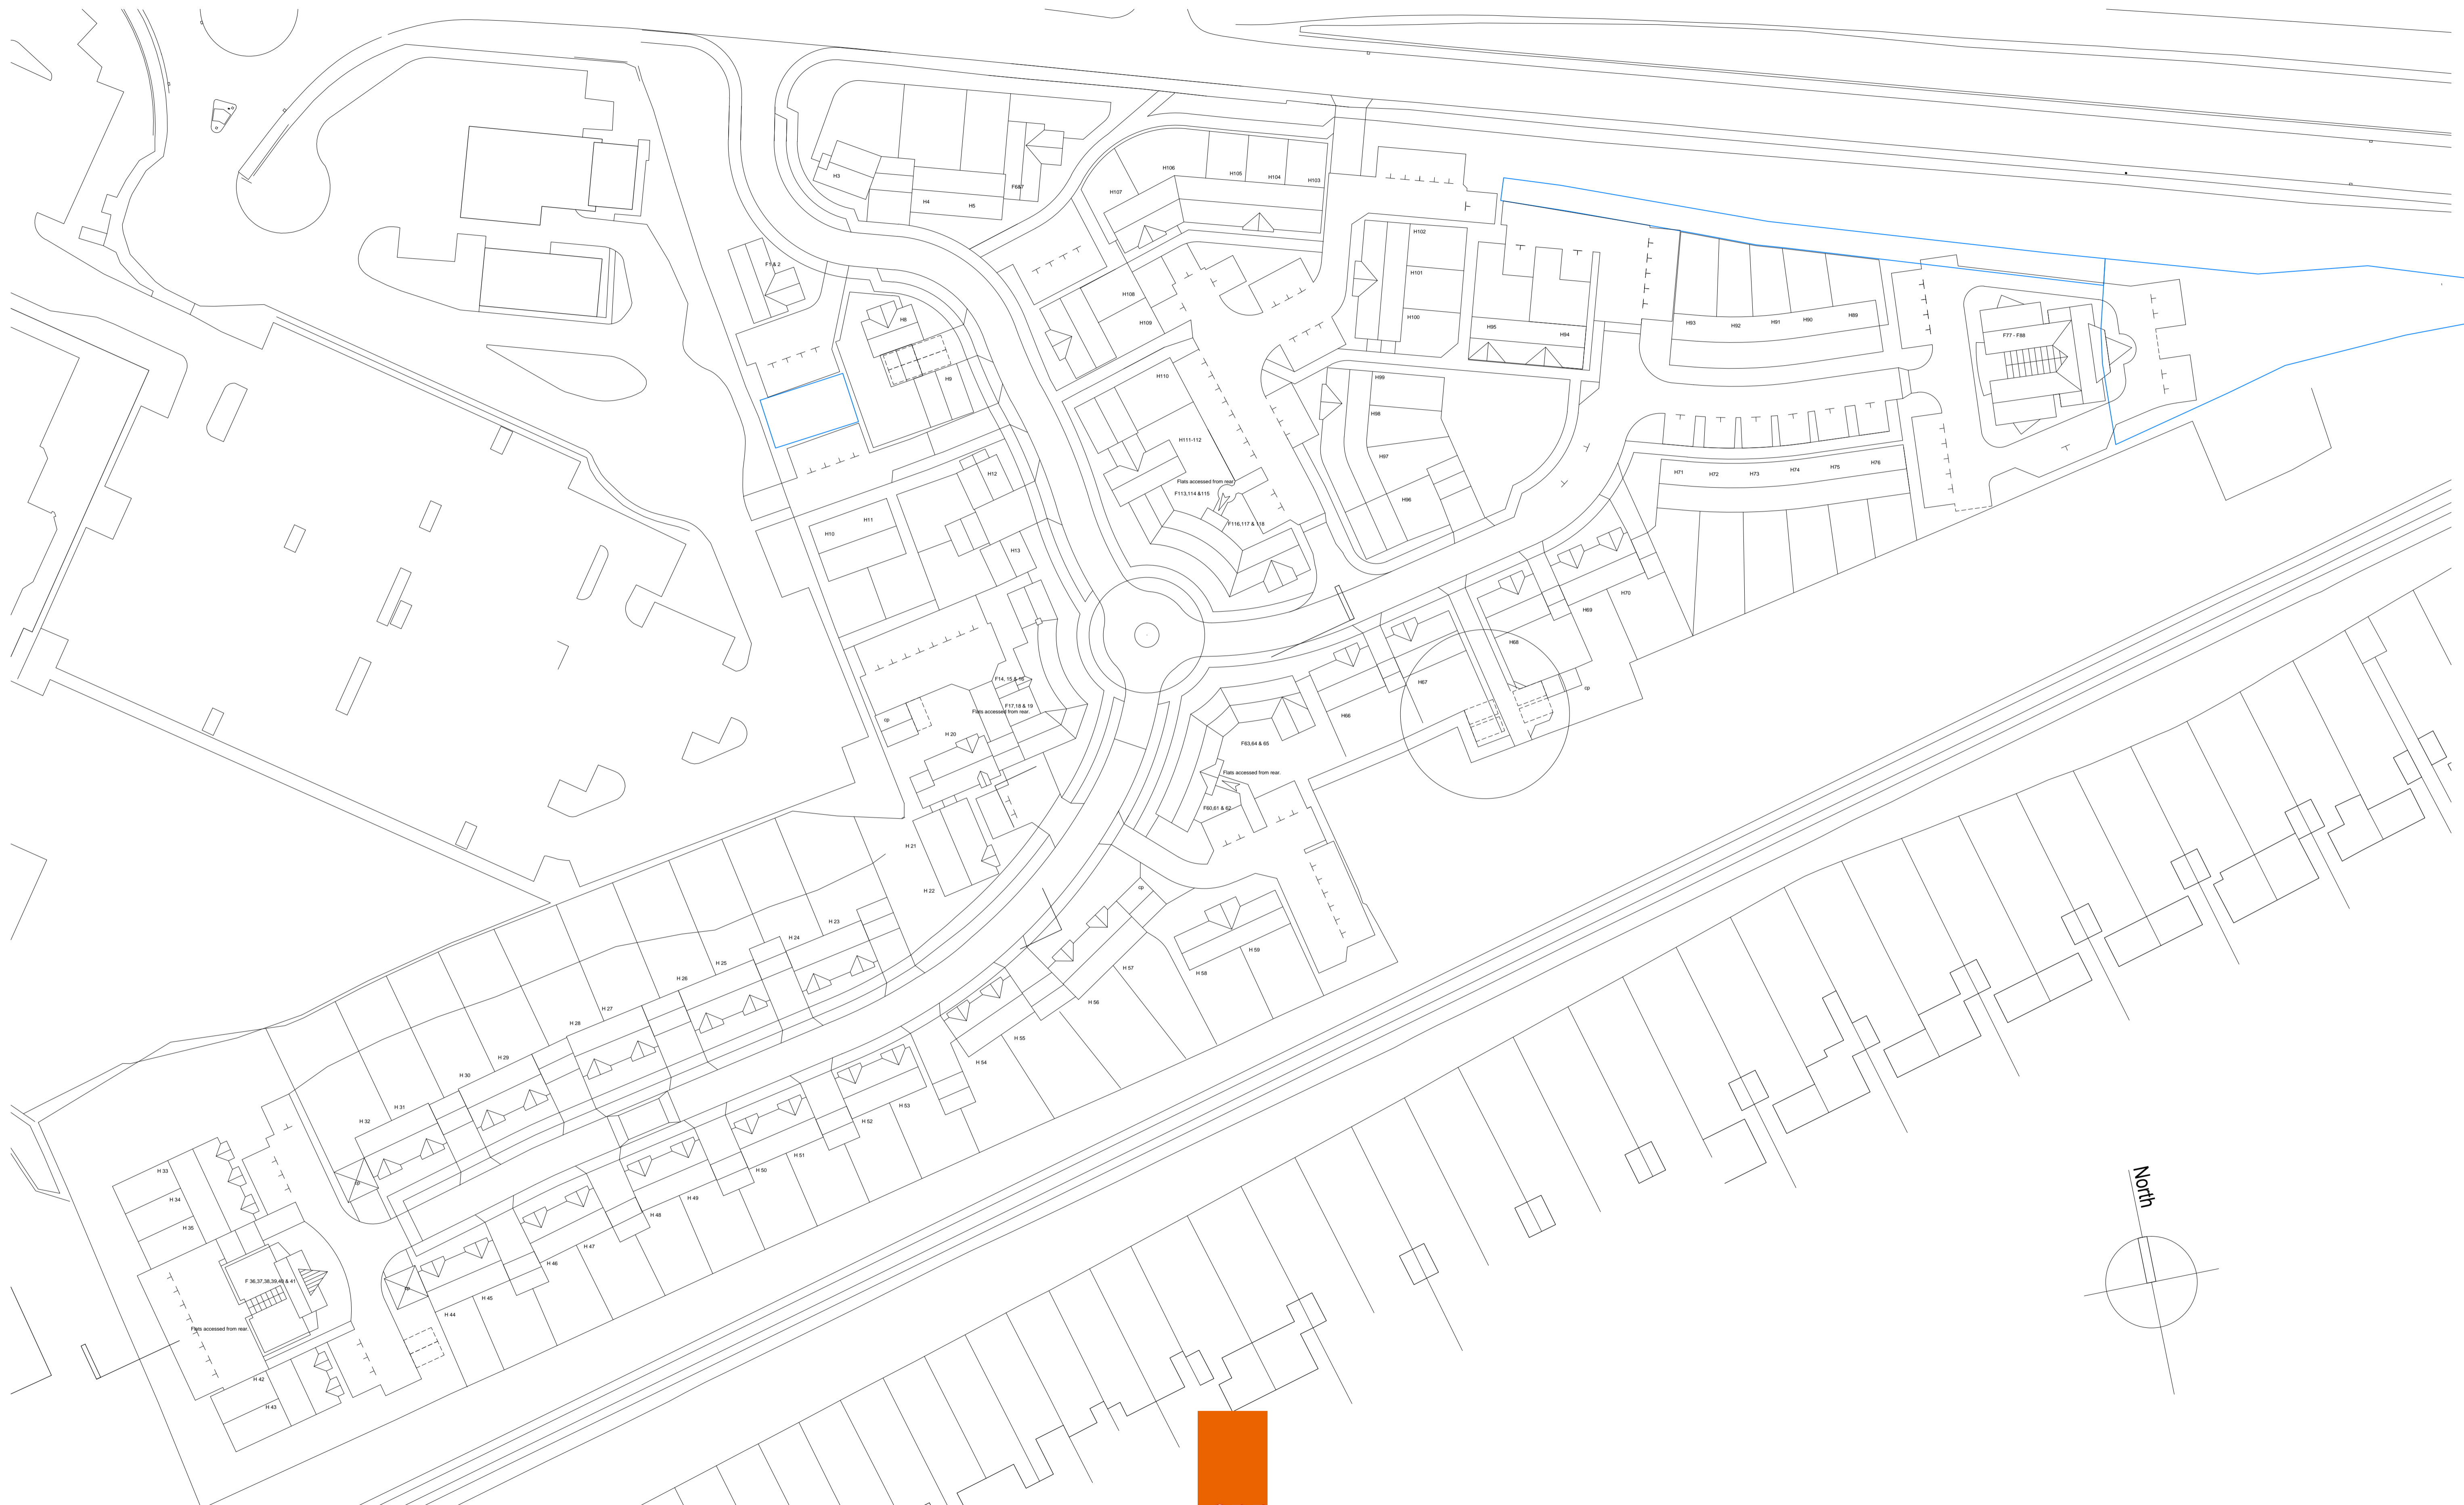 H106
H105
H104
H103
H3
F6&7
H107
H4
H5
H102
F1 & 2
H101
H108
H100
H109
H8
H95
H94
H93
H92
H91
H90
H89
F77 - F88
H9
H110
H99
H98
H111-112
H97
H71
H72
H73
H74
H75
H76
H12
Flats accessed from rear.
F113,114 &115
H96
H11
H10
F116,117 & 118
H13
H70
H69
H68
F14, 15 & 16
H67
cp
F17,18 & 19
Flats accessed from rear.
cp
H66
H 20
F63,64 & 65
Flats accessed from rear.
F60,61 & 62
H 21
H 22
cp
H 23
H 24
H 59
H 25
H 57
H 58
H 26
H 56
H 27
H 28
H 55
H 29
H 54
H 30
H 31
H 53
H 32
H 52
H 51
H 33
H 50
cp
H 34
H 49
H 35
H 48
H 47
H 46
North
F 36,37,38,39,40 & 41
cp
H 45
H 44
Flats accessed from rear.
H 42
H 43